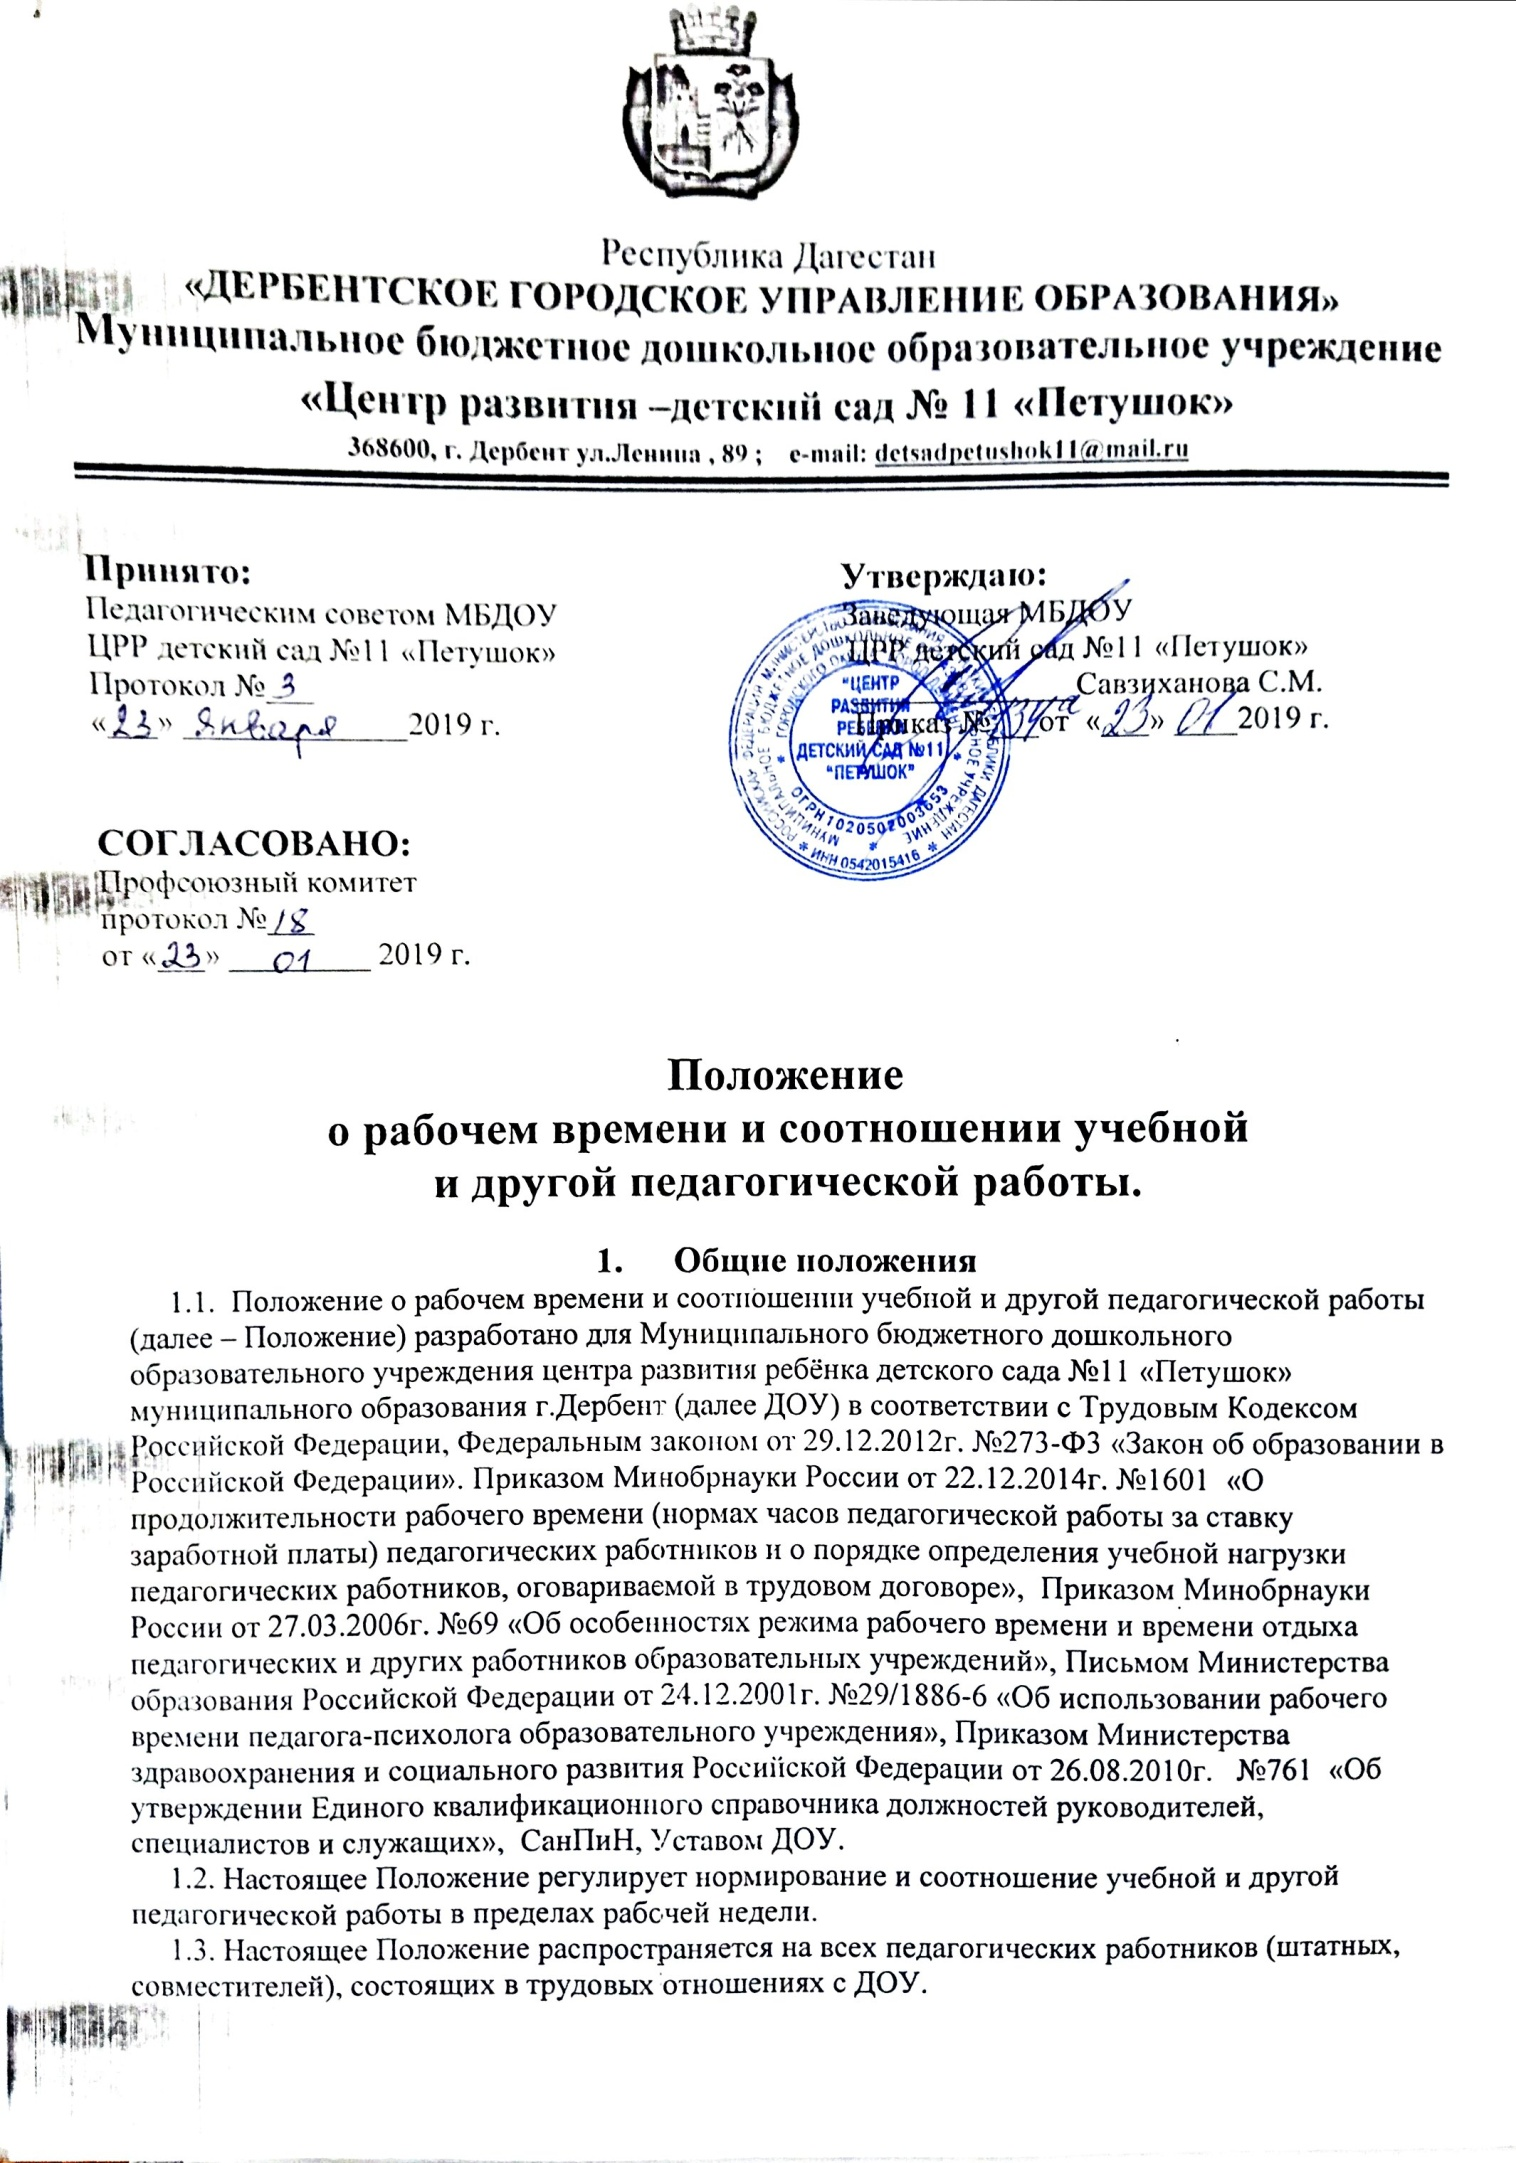 Республика Дагестан
«ДЕРБЕНТСКОЕ ГОРОДСКОЕ УПРАВЛЕНИЕ ОБРАЗОВАНИЯ»
Муниципальное бюджетное дошкольное образовательное учреждение
«Центр развития –детский сад № 11 «Петушок»
368600, г. Дербент ул.Ленина , 89 ; e-mail: detsadpetushok11@mail.ru
Принято:
Педагогическим советом МБДОУ
ЦРР детский сад №11 «Петушок»
Протокол № 3
«23» января 2019 г.
Утверждаю:
Заведующая МБДОУ
ЦРР детский сад №11 «Петушок»
Савзиханова С.М.
Приказ № от «23» 01 2019 г.
"ЦЕНТР
РАЗВИТИЯ
РЕБЕНКА
ДЕТСКИЙ САД №11
"ПЕТУШОК"
ОГРН 1020502003653
ИНН 0542015416
СОГЛАСОВАНО:
Профсоюзный комитет
протокол № 18
от «23» 01 2019 г.
Положение
о рабочем времени и соотношении учебной
и другой педагогической работы.
1. Общие положения
1.1. Положение о рабочем времени и соотношении учебной и другой педагогической работы
(далее – Положение) разработано для Муниципального бюджетного дошкольного
образовательного учреждения центра развития ребёнка детского сада №11 «Петушок»
муниципального образования г.Дербент (далее ДОУ) в соответствии с Трудовым Кодексом
Российской Федерации, Федеральным законом от 29.12.2012г. №273-ФЗ «Закон об образовании в
Российской Федерации». Приказом Минобрнауки России от 22.12.2014г. №1601 «О
продолжительности рабочего времени (нормах часов педагогической работы за ставку
заработной платы) педагогических работников и о порядке определения учебной нагрузки
педагогических работников, оговариваемой в трудовом договоре», Приказом Минобрнауки
России от 27.03.2006г. №69 «Об особенностях режима рабочего времени и времени отдыха
педагогических и других работников образовательных учреждений», Письмом Министерства
образования Российской Федерации от 24.12.2001г. №29/1886-6 «Об использовании рабочего
времени педагога-психолога образовательного учреждения», Приказом Министерства
здравоохранения и социального развития Российской Федерации от 26.08.2010г. №761 «Об
утверждении Единого квалификационного справочника должностей руководителей,
специалистов и служащих», СанПиН, Уставом ДОУ.
1.2. Настоящее Положение регулирует нормирование и соотношение учебной и другой
педагогической работы в пределах рабочей недели.
1.3. Настоящее Положение распространяется на всех педагогических работников (штатных,
совместителей), состоящих в трудовых отношениях с ДОУ.